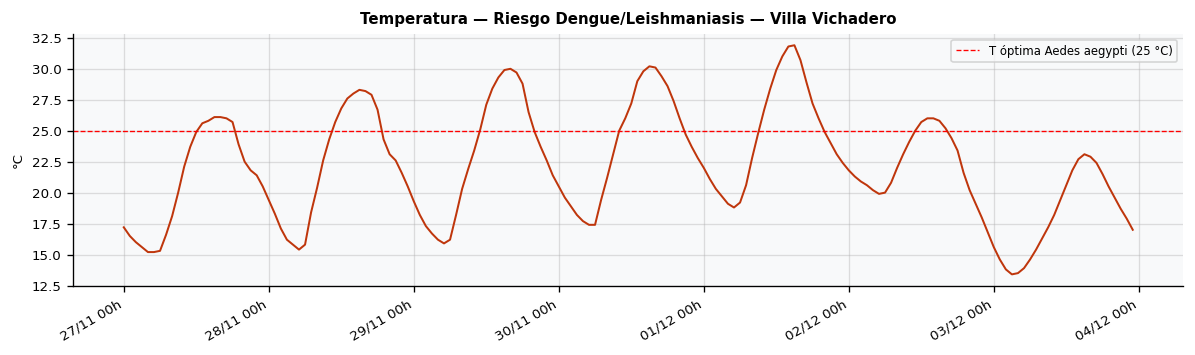 Temperatura — Riesgo Dengue/Leishmaniasis — Villa Vichadero
T óptima Aedes aegypti (25 °C)
°C
32.5
30.0
27.5
25.0
22.5
20.0
17.5
15.0
12.5
27/11 00h
28/11 00h
29/11 00h
30/11 00h
01/12 00h
02/12 00h
03/12 00h
04/12 00h